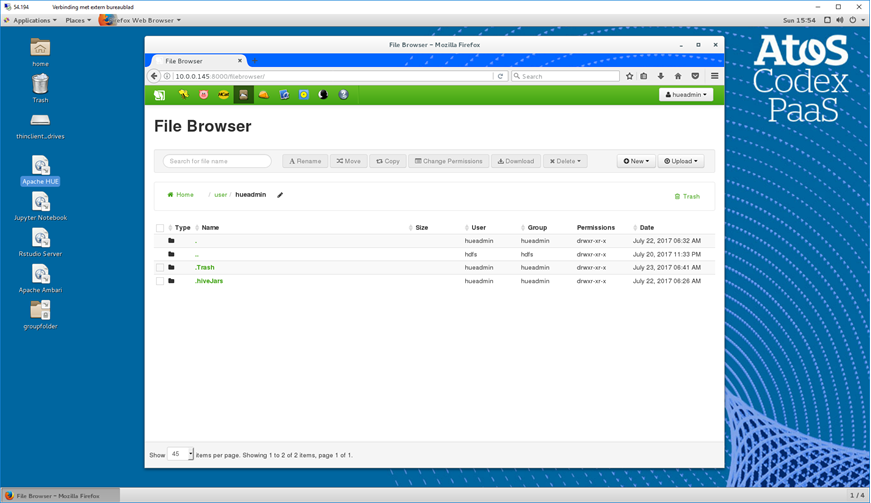 54.194 Verbinding met extern bureaublad
Applications Places Firefox Web Browser Sun 15:54
File Browser - Mozilla Firefox
File Browser
10.0.0.145:8000/filebrowser/ Search
hueadmin
File Browser
Search for file name Rename Move Copy Change Permissions Download Delete New Upload
Home / user / hueadmin Trash
Type Name Size User Group Permissions Date
. hueadmin hueadmin drwxr-xr-x July 22, 2017 06:32 AM
.. hdfs hdfs drwxr-xr-x July 20, 2017 11:33 PM
.Trash hueadmin hueadmin drwxr-xr-x July 23, 2017 06:41 AM
.hiveJars hueadmin hueadmin drwxr-xr-x July 22, 2017 06:26 AM
Show 45 items per page. Showing 1 to 2 of 2 items, page 1 of 1.
home
Trash
thinclient_drives
Apache HUE
Jupyter Notebook
Rstudio Server
Apache Ambari
groupfolder
Atos
Codex
PaaS
File Browser - Mozilla Firefox 1 / 4